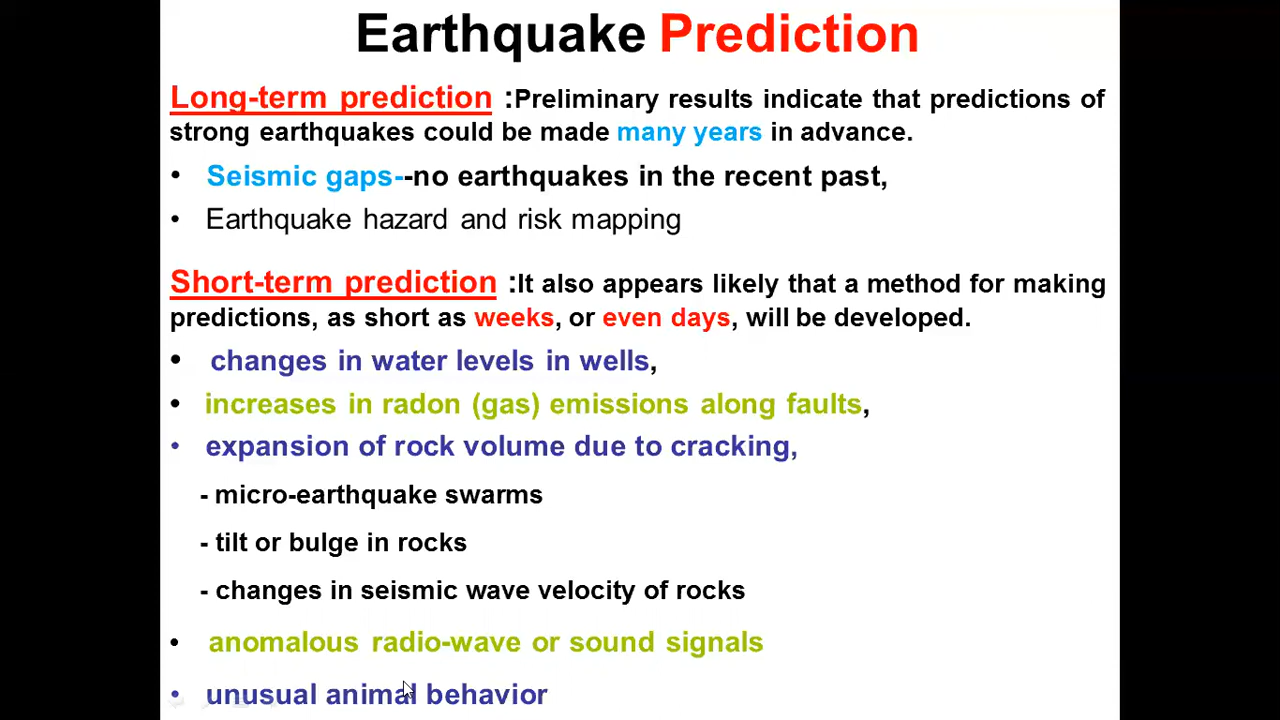 Earthquake Prediction
Long-term prediction :Preliminary results indicate that predictions of
strong earthquakes could be made many years in advance.
• Seismic gaps--no earthquakes in the recent past,
• Earthquake hazard and risk mapping
Short-term prediction :It also appears likely that a method for making
predictions, as short as weeks, or even days, will be developed.
• changes in water levels in wells,
• increases in radon (gas) emissions along faults,
• expansion of rock volume due to cracking,
- micro-earthquake swarms
- tilt or bulge in rocks
- changes in seismic wave velocity of rocks
• anomalous radio-wave or sound signals
• unusual animal behavior